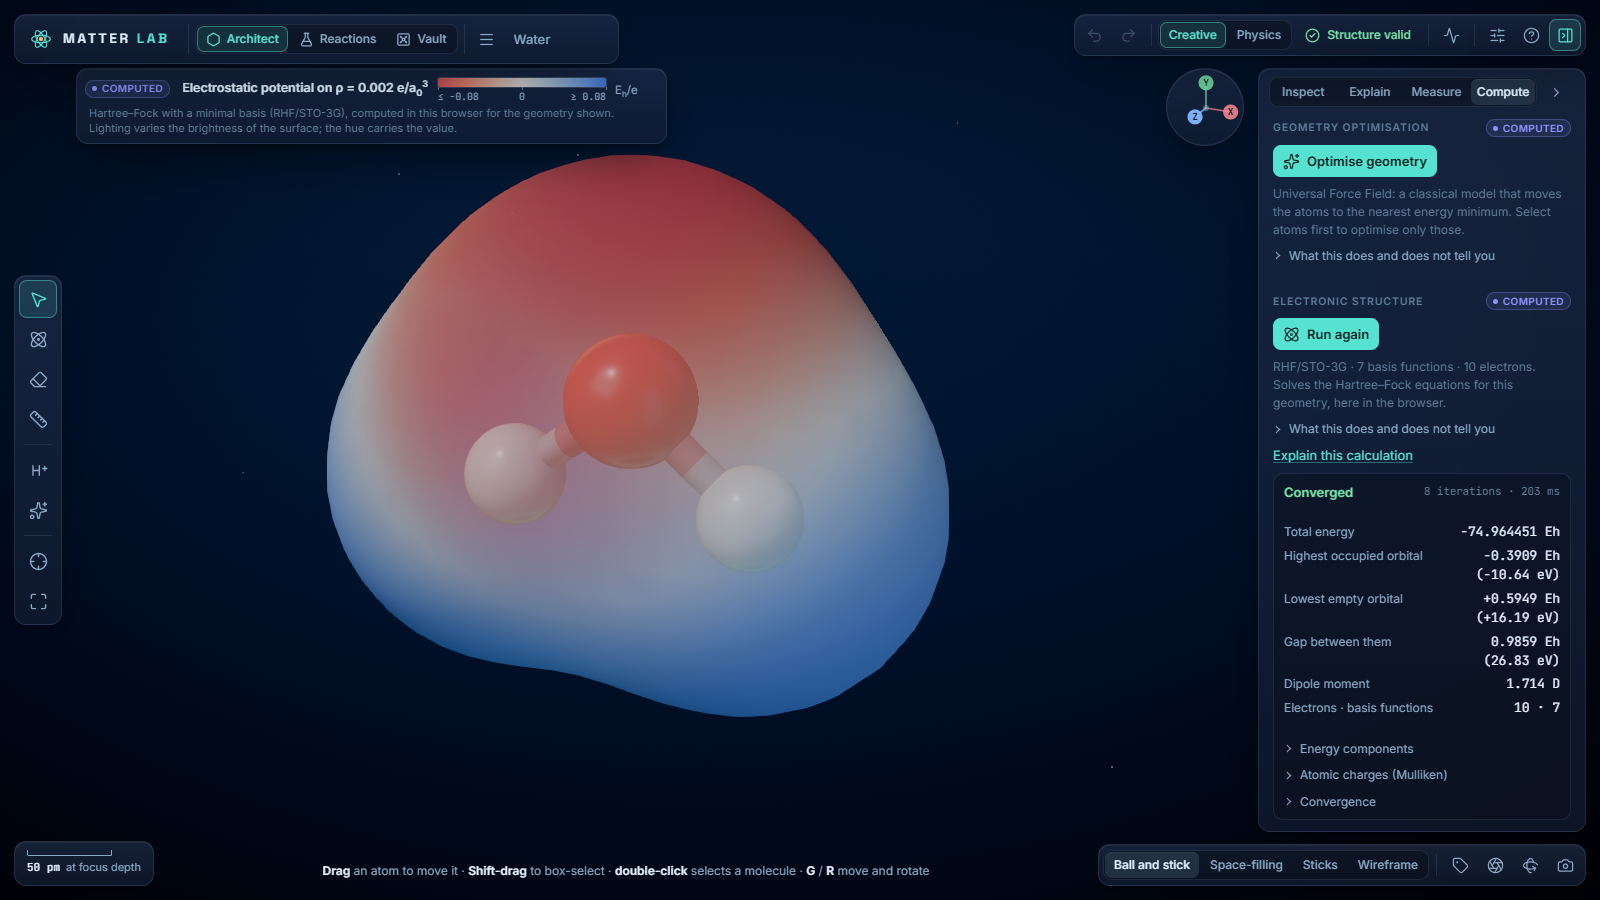 MATTER LAB
Architect
Reactions
Vault
Water
Creative
Physics
Structure valid
COMPUTED
Electrostatic potential on ρ = 0.002 e/a₀³
≤ -0.08
0
≥ 0.08
Eₕ/e
Hartree–Fock with a minimal basis (RHF/STO-3G), computed in this browser for the geometry shown.
Lighting varies the brightness of the surface; the hue carries the value.
Y
Z
X
Inspect
Explain
Measure
Compute
GEOMETRY OPTIMISATION
COMPUTED
Optimise geometry
Universal Force Field: a classical model that moves
the atoms to the nearest energy minimum. Select
atoms first to optimise only those.
What this does and does not tell you
ELECTRONIC STRUCTURE
COMPUTED
Run again
RHF/STO-3G · 7 basis functions · 10 electrons.
Solves the Hartree–Fock equations for this
geometry, here in the browser.
What this does and does not tell you
Explain this calculation
Converged
8 iterations · 203 ms
Total energy
-74.964451 Eh
Highest occupied orbital
-0.3909 Eh
(-10.64 eV)
Lowest empty orbital
+0.5949 Eh
(+16.19 eV)
Gap between them
0.9859 Eh
(26.83 eV)
Dipole moment
1.714 D
Electrons · basis functions
10 · 7
Energy components
Atomic charges (Mulliken)
Convergence
H+
50 pm at focus depth
Drag an atom to move it · Shift-drag to box-select · double-click selects a molecule · G / R move and rotate
Ball and stick
Space-filling
Sticks
Wireframe